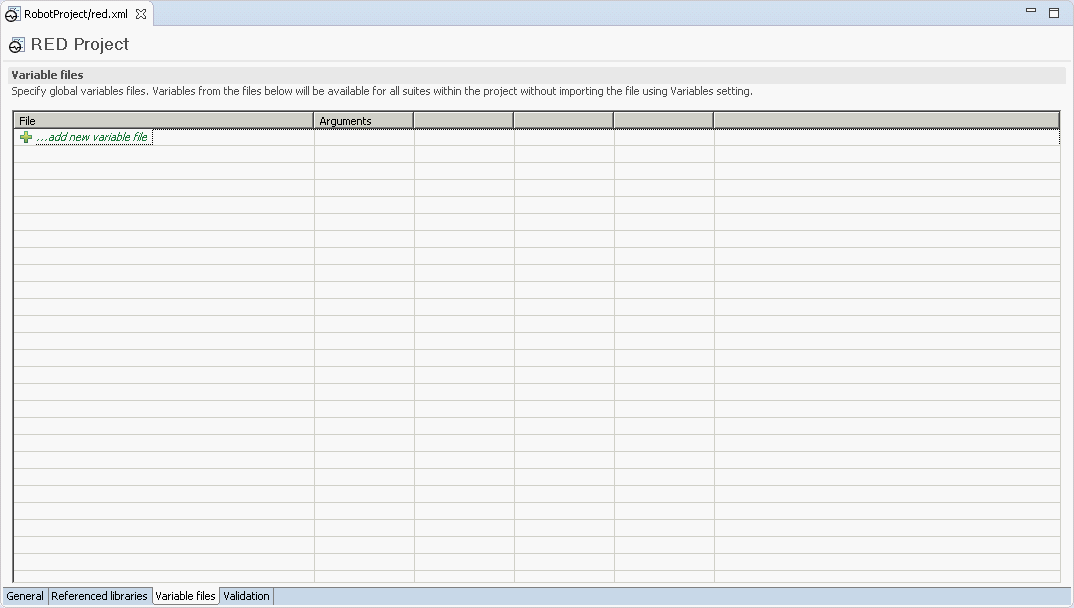 RobotProject/red.xml
RED Project
Variable files
Specify global variables files. Variables from the files below will be available for all suites within the project without importing the file using Variables setting.
File Arguments
...add new variable file
General Referenced libraries Variable files Validation